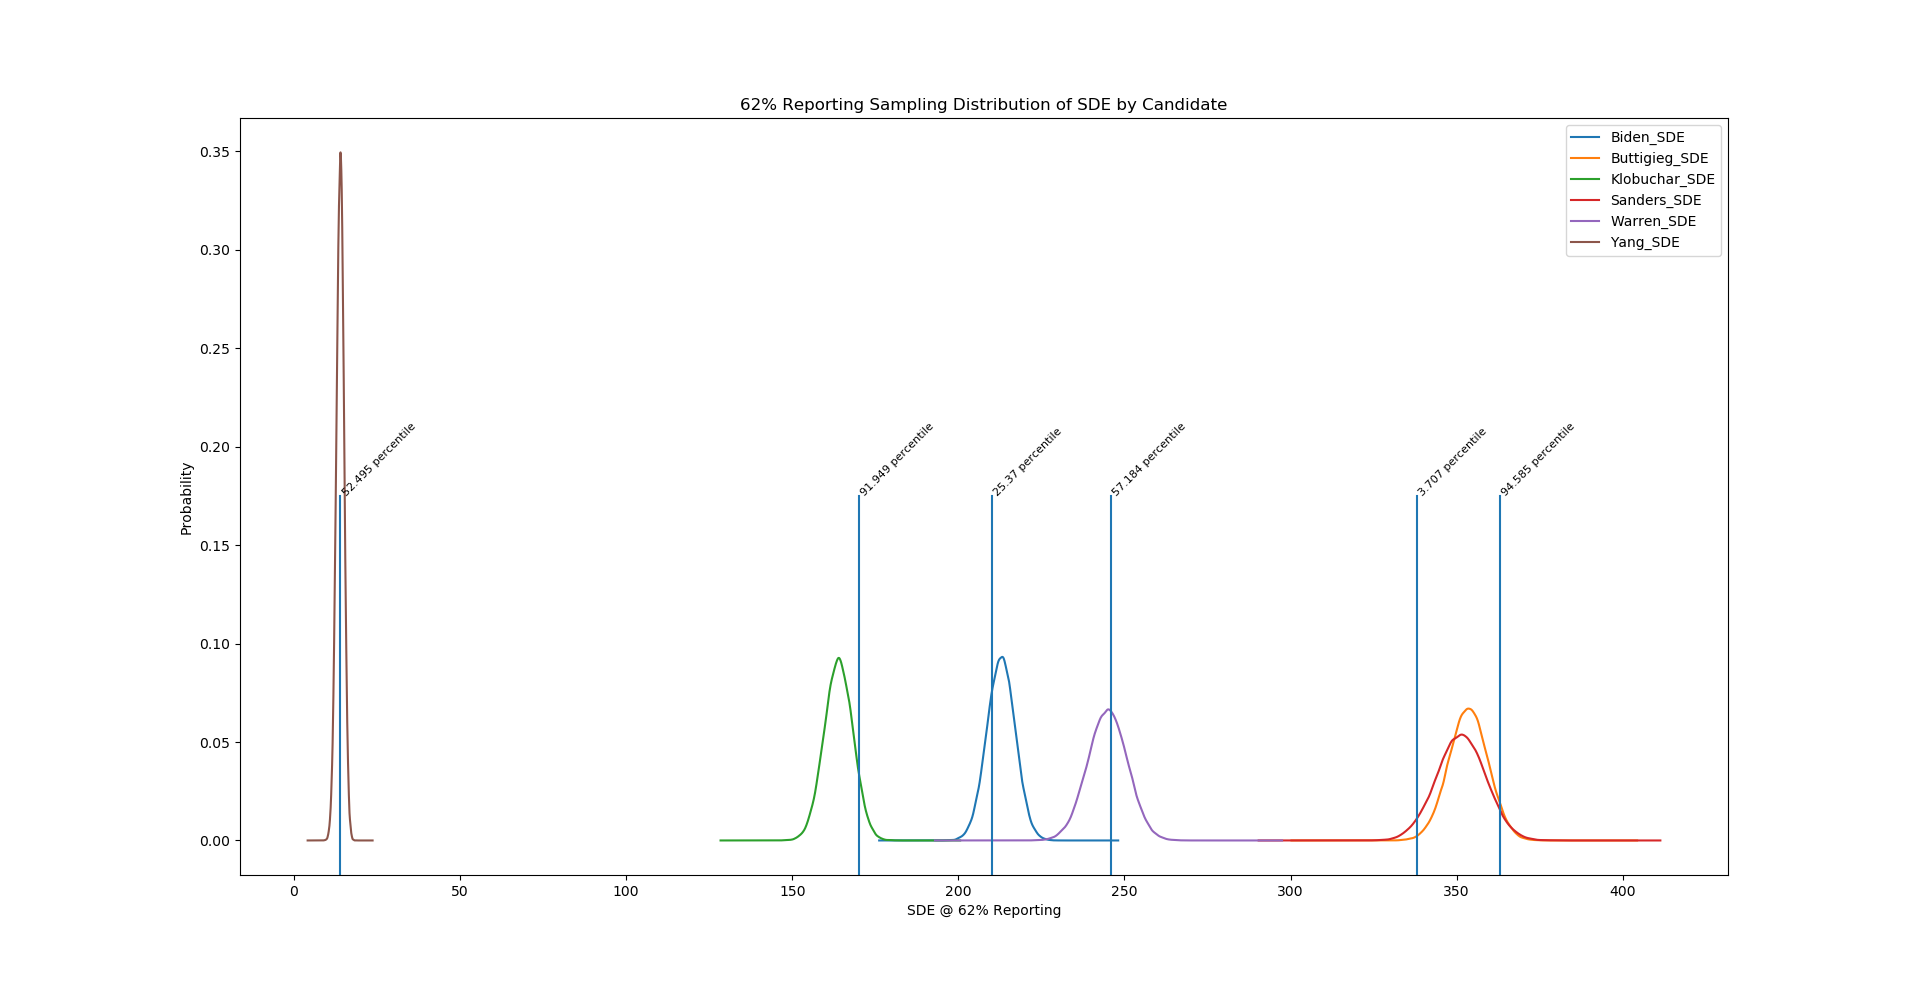 62% Reporting Sampling Distribution of SDE by Candidate
Biden_SDE
Buttigieg_SDE
Klobuchar_SDE
Sanders_SDE
Warren_SDE
Yang_SDE
Probability
0.35
0.30
0.25
0.20
0.15
0.10
0.05
0.00
52.495 percentile
91.949 percentile
25.37 percentile
57.184 percentile
3.707 percentile
94.585 percentile
0
50
100
150
200
250
300
350
400
SDE @ 62% Reporting